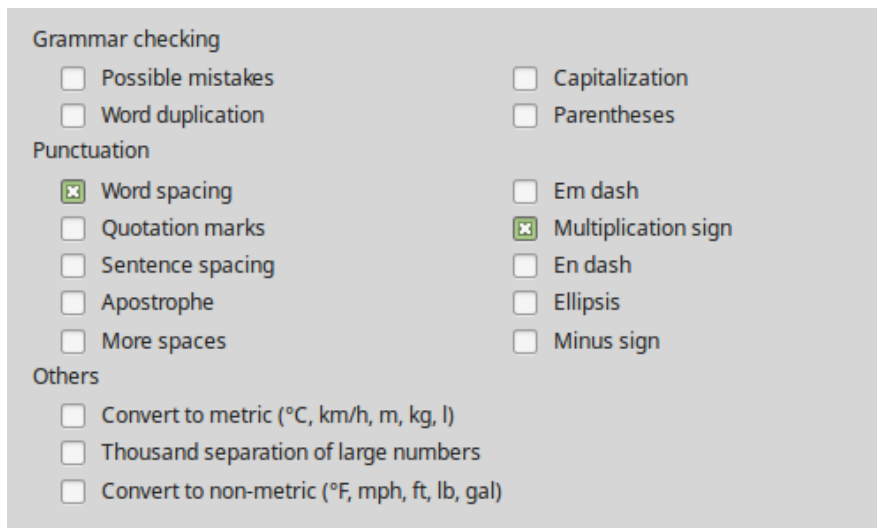 Grammar checking
Possible mistakes
Capitalization
Word duplication
Parentheses
Punctuation
Word spacing
Em dash
Quotation marks
Multiplication sign
Sentence spacing
En dash
Apostrophe
Ellipsis
More spaces
Minus sign
Others
Convert to metric (°C, km/h, m, kg, l)
Thousand separation of large numbers
Convert to non-metric (°F, mph, ft, lb, gal)